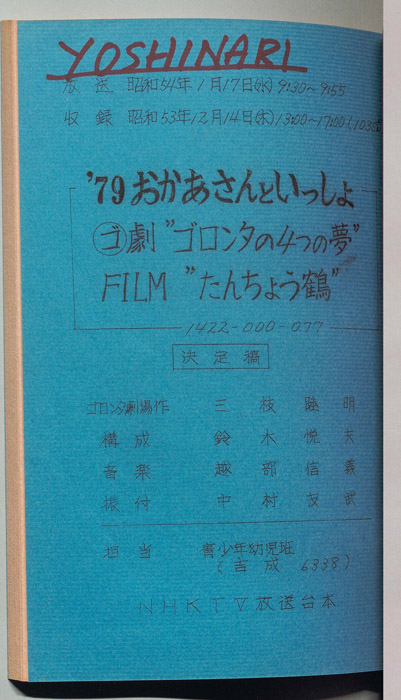 YOSHINARI
放送 昭和54年1月17日(水) 9:30~9:55
収録 昭和53年12月14日(木) 13:00~17:00 (103
'79 おかあさんといっしょ
ゴ劇 "ゴロンタの4つの夢"
FILM "たんちょう鶴"
1422-000-077
決定稿
ゴロンタ劇場作 三枝睦明
構成 鈴木悦夫
音楽 越部信義
振付 中村友武
担当 青少年幼児班
(吉成 6338)
NHKTV放送台本